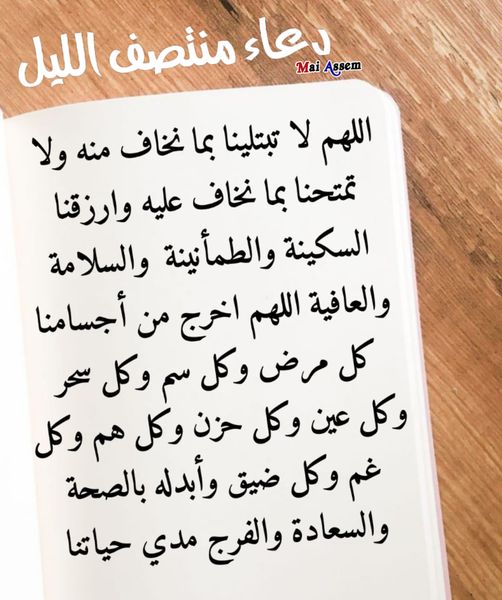 دعاء منتصف الليل
Mai Assem
اللهم لا تبتلينا بما نخاف منه ولا
تمتحنا بما نخاف عليه وارزقنا
السكينة والطمأنينة والسلامة
والعافية اللهم اخرج من أجسامنا
كل مرض وكل سم وكل سحر
وكل عين وكل حزن وكل هم وكل
غم وكل ضيق وأبدله بالصحة
والسعادة والفرج مدي حياتنا